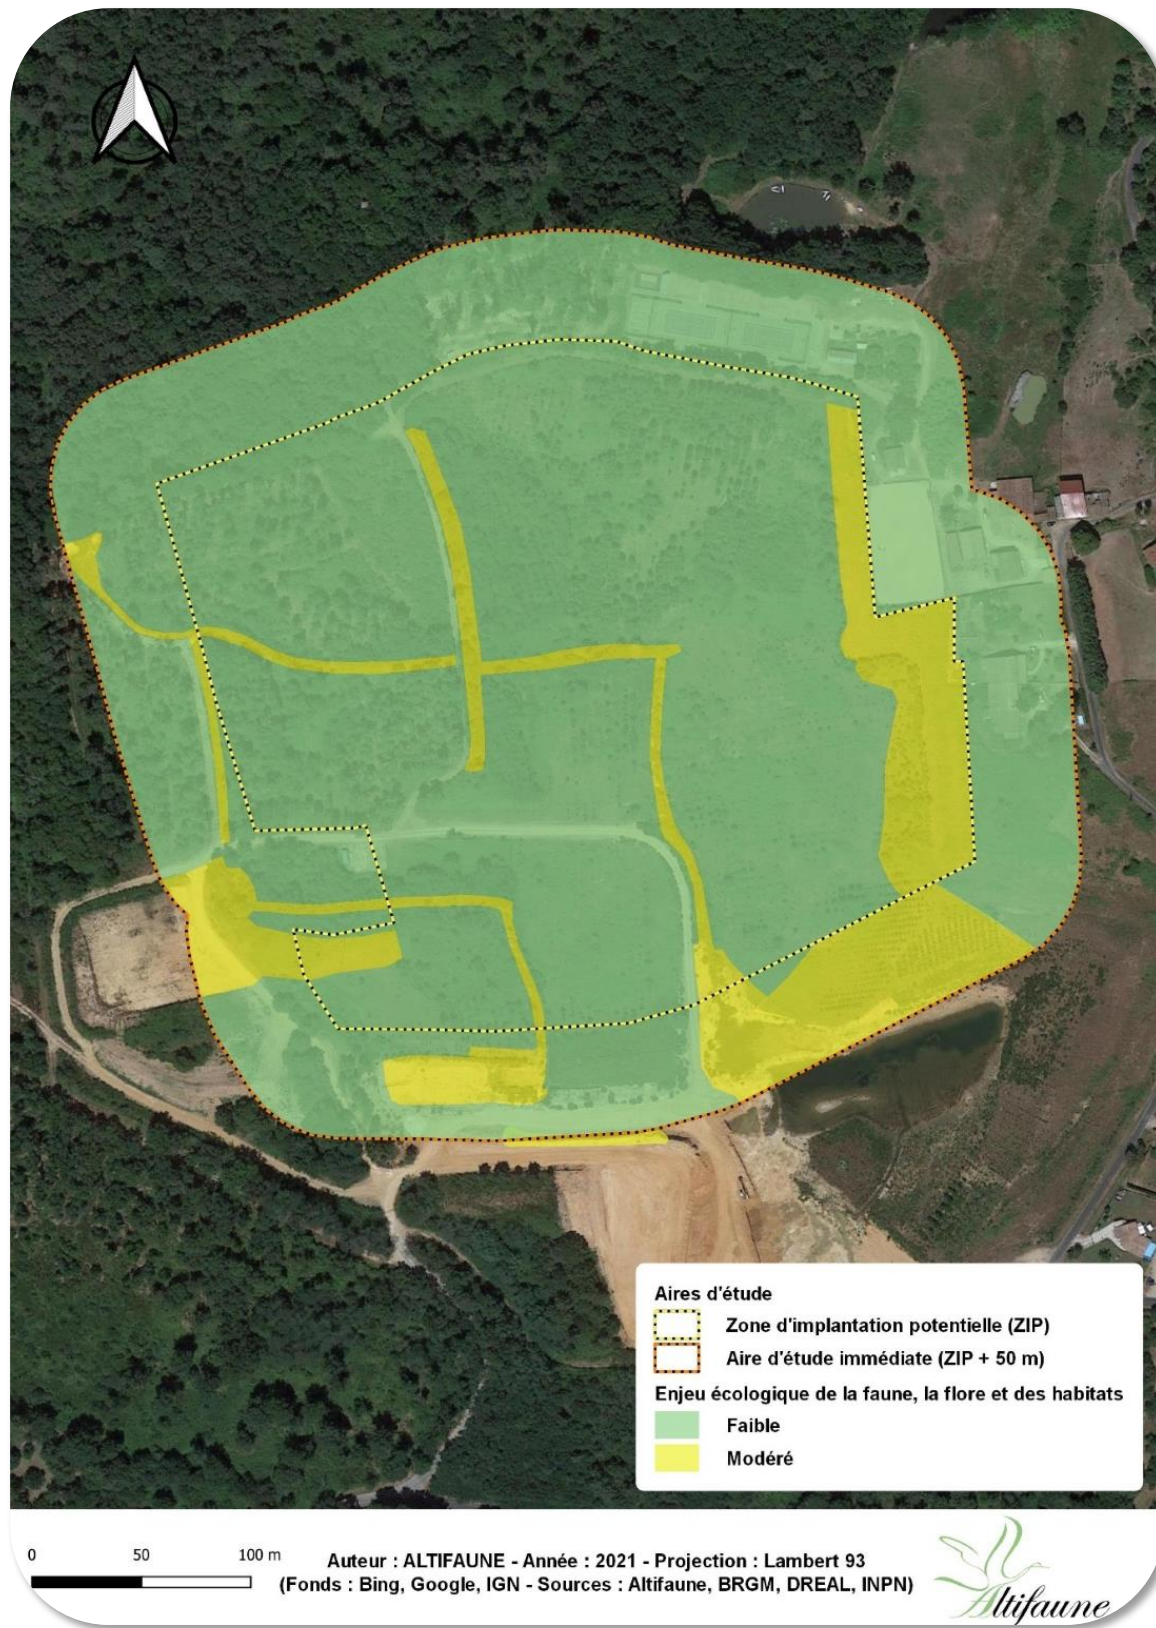 Aires d'étude
Zone d'implantation potentielle (ZIP)
Aire d'étude immédiate (ZIP + 50 m)
Enjeu écologique de la faune, la flore et des habitats
Faible
Modéré
0 50 100 m
Auteur : ALTIFAUNE - Année : 2021 - Projection : Lambert 93
(Fonds : Bing, Google, IGN - Sources : Altifaune, BRGM, DREAL, INPN)
Altifaune